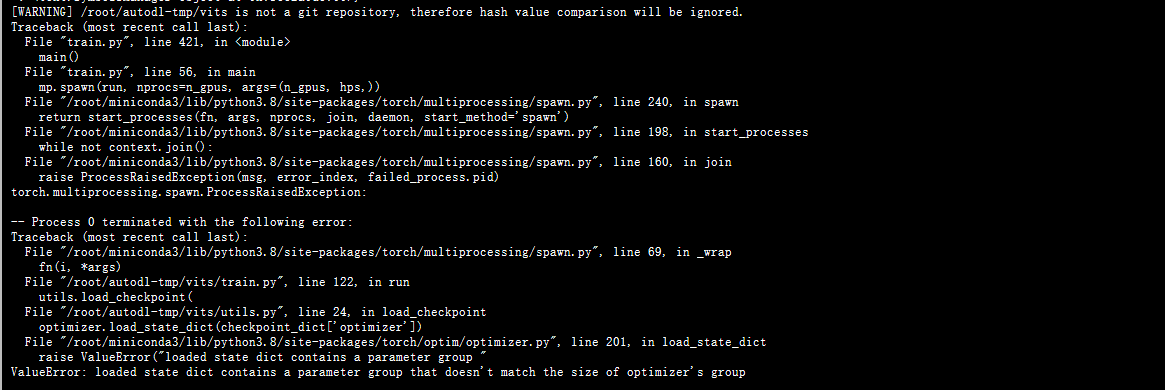 [WARNING] /root/autodl-tmp/vits is not a git repository, therefore hash value comparison will be ignored.
Traceback (most recent call last):
  File "train.py", line 421, in <module>
    main()
  File "train.py", line 56, in main
    mp.spawn(run, nprocs=n_gpus, args=(n_gpus, hps,))
  File "/root/miniconda3/lib/python3.8/site-packages/torch/multiprocessing/spawn.py", line 240, in spawn
    return start_processes(fn, args, nprocs, join, daemon, start_method='spawn')
  File "/root/miniconda3/lib/python3.8/site-packages/torch/multiprocessing/spawn.py", line 198, in start_processes
    while not context.join():
  File "/root/miniconda3/lib/python3.8/site-packages/torch/multiprocessing/spawn.py", line 160, in join
    raise ProcessRaisedException(msg, error_index, failed_process.pid)
torch.multiprocessing.spawn.ProcessRaisedException:

-- Process 0 terminated with the following error:
Traceback (most recent call last):
  File "/root/miniconda3/lib/python3.8/site-packages/torch/multiprocessing/spawn.py", line 69, in _wrap
    fn(i, *args)
  File "/root/autodl-tmp/vits/train.py", line 122, in run
    utils.load_checkpoint(
  File "/root/autodl-tmp/vits/utils.py", line 24, in load_checkpoint
    optimizer.load_state_dict(checkpoint_dict['optimizer'])
  File "/root/miniconda3/lib/python3.8/site-packages/torch/optim/optimizer.py", line 201, in load_state_dict
    raise ValueError("loaded state dict contains a parameter group "
ValueError: loaded state dict contains a parameter group that doesn't match the size of optimizer's group